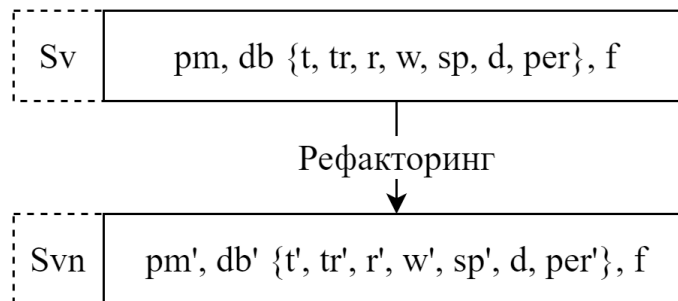 Sv pm, db {t, tr, r, w, sp, d, per}, f
Рефакторинг
Svn pm', db' {t', tr', r', w', sp', d, per'}, f